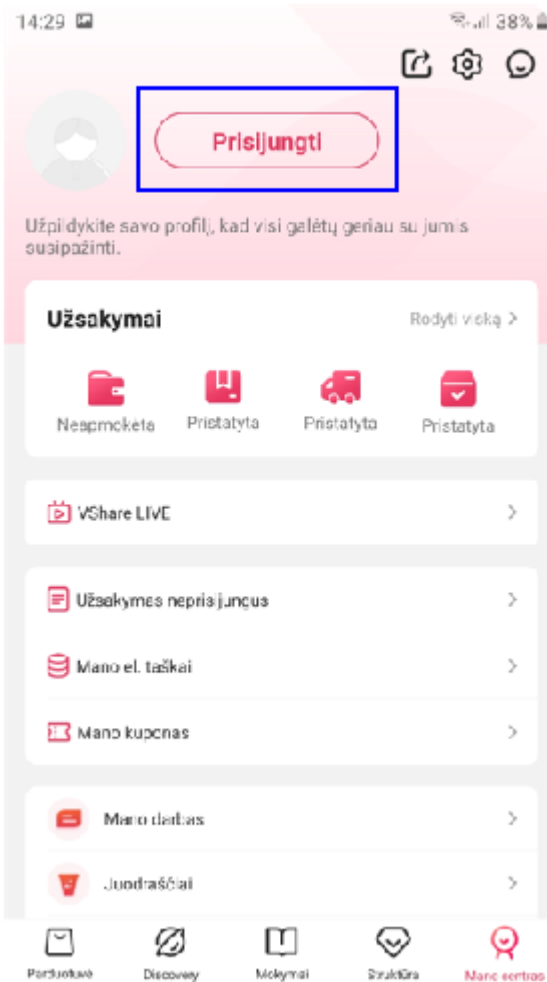 14:29
38%
Prisijungti
Užpildykite savo profilį, kad visi galėtų geriau su jumis
susipažinti.
Užsakymai
Rodyti viską >
Neapmokėta
Pristatyta
Pristatyta
Pristatyta
VShare LIVE
Užsakymas neprisijungus
Mano el. taškai
Mano kuponas
Mano darbas
Juodraščiai
Parduotuvė
Discovery
Mokymai
Struktūra
Mano centras